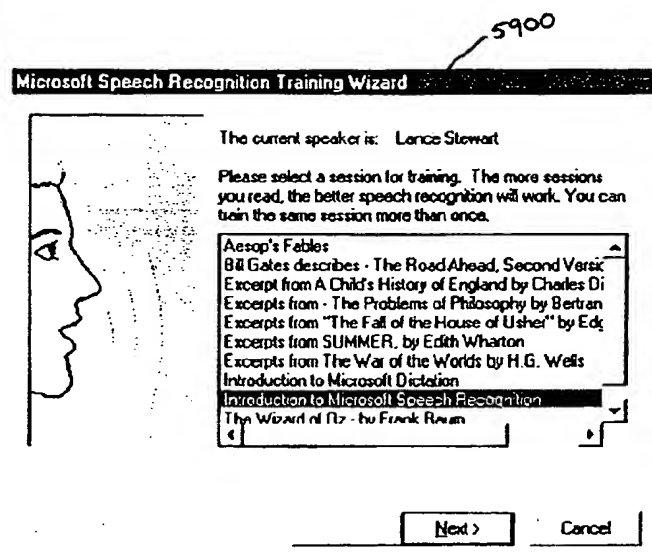 5900
Microsoft Speech Recognition Training Wizard
The current speaker is: Lance Stewart
Please select a session for training. The more sessions
you read, the better speech recognition will work. You can
train the same session more than once.
Aesop's Fables
Bill Gates describes - The Road Ahead, Second Versic
Excerpt from A Child's History of England by Charles Di
Excerpts from - The Problems of Philosophy by Bertran
Excerpts from "The Fall of the House of Usher" by Edg
Excerpts from SUMMER, by Edith Wharton
Excerpts from The War of the Worlds by H.G. Wells
Introduction to Microsoft Dictation
Introduction to Microsoft Speech Recognition
The Wizard of Oz - by Frank Baum
Next >
Cancel